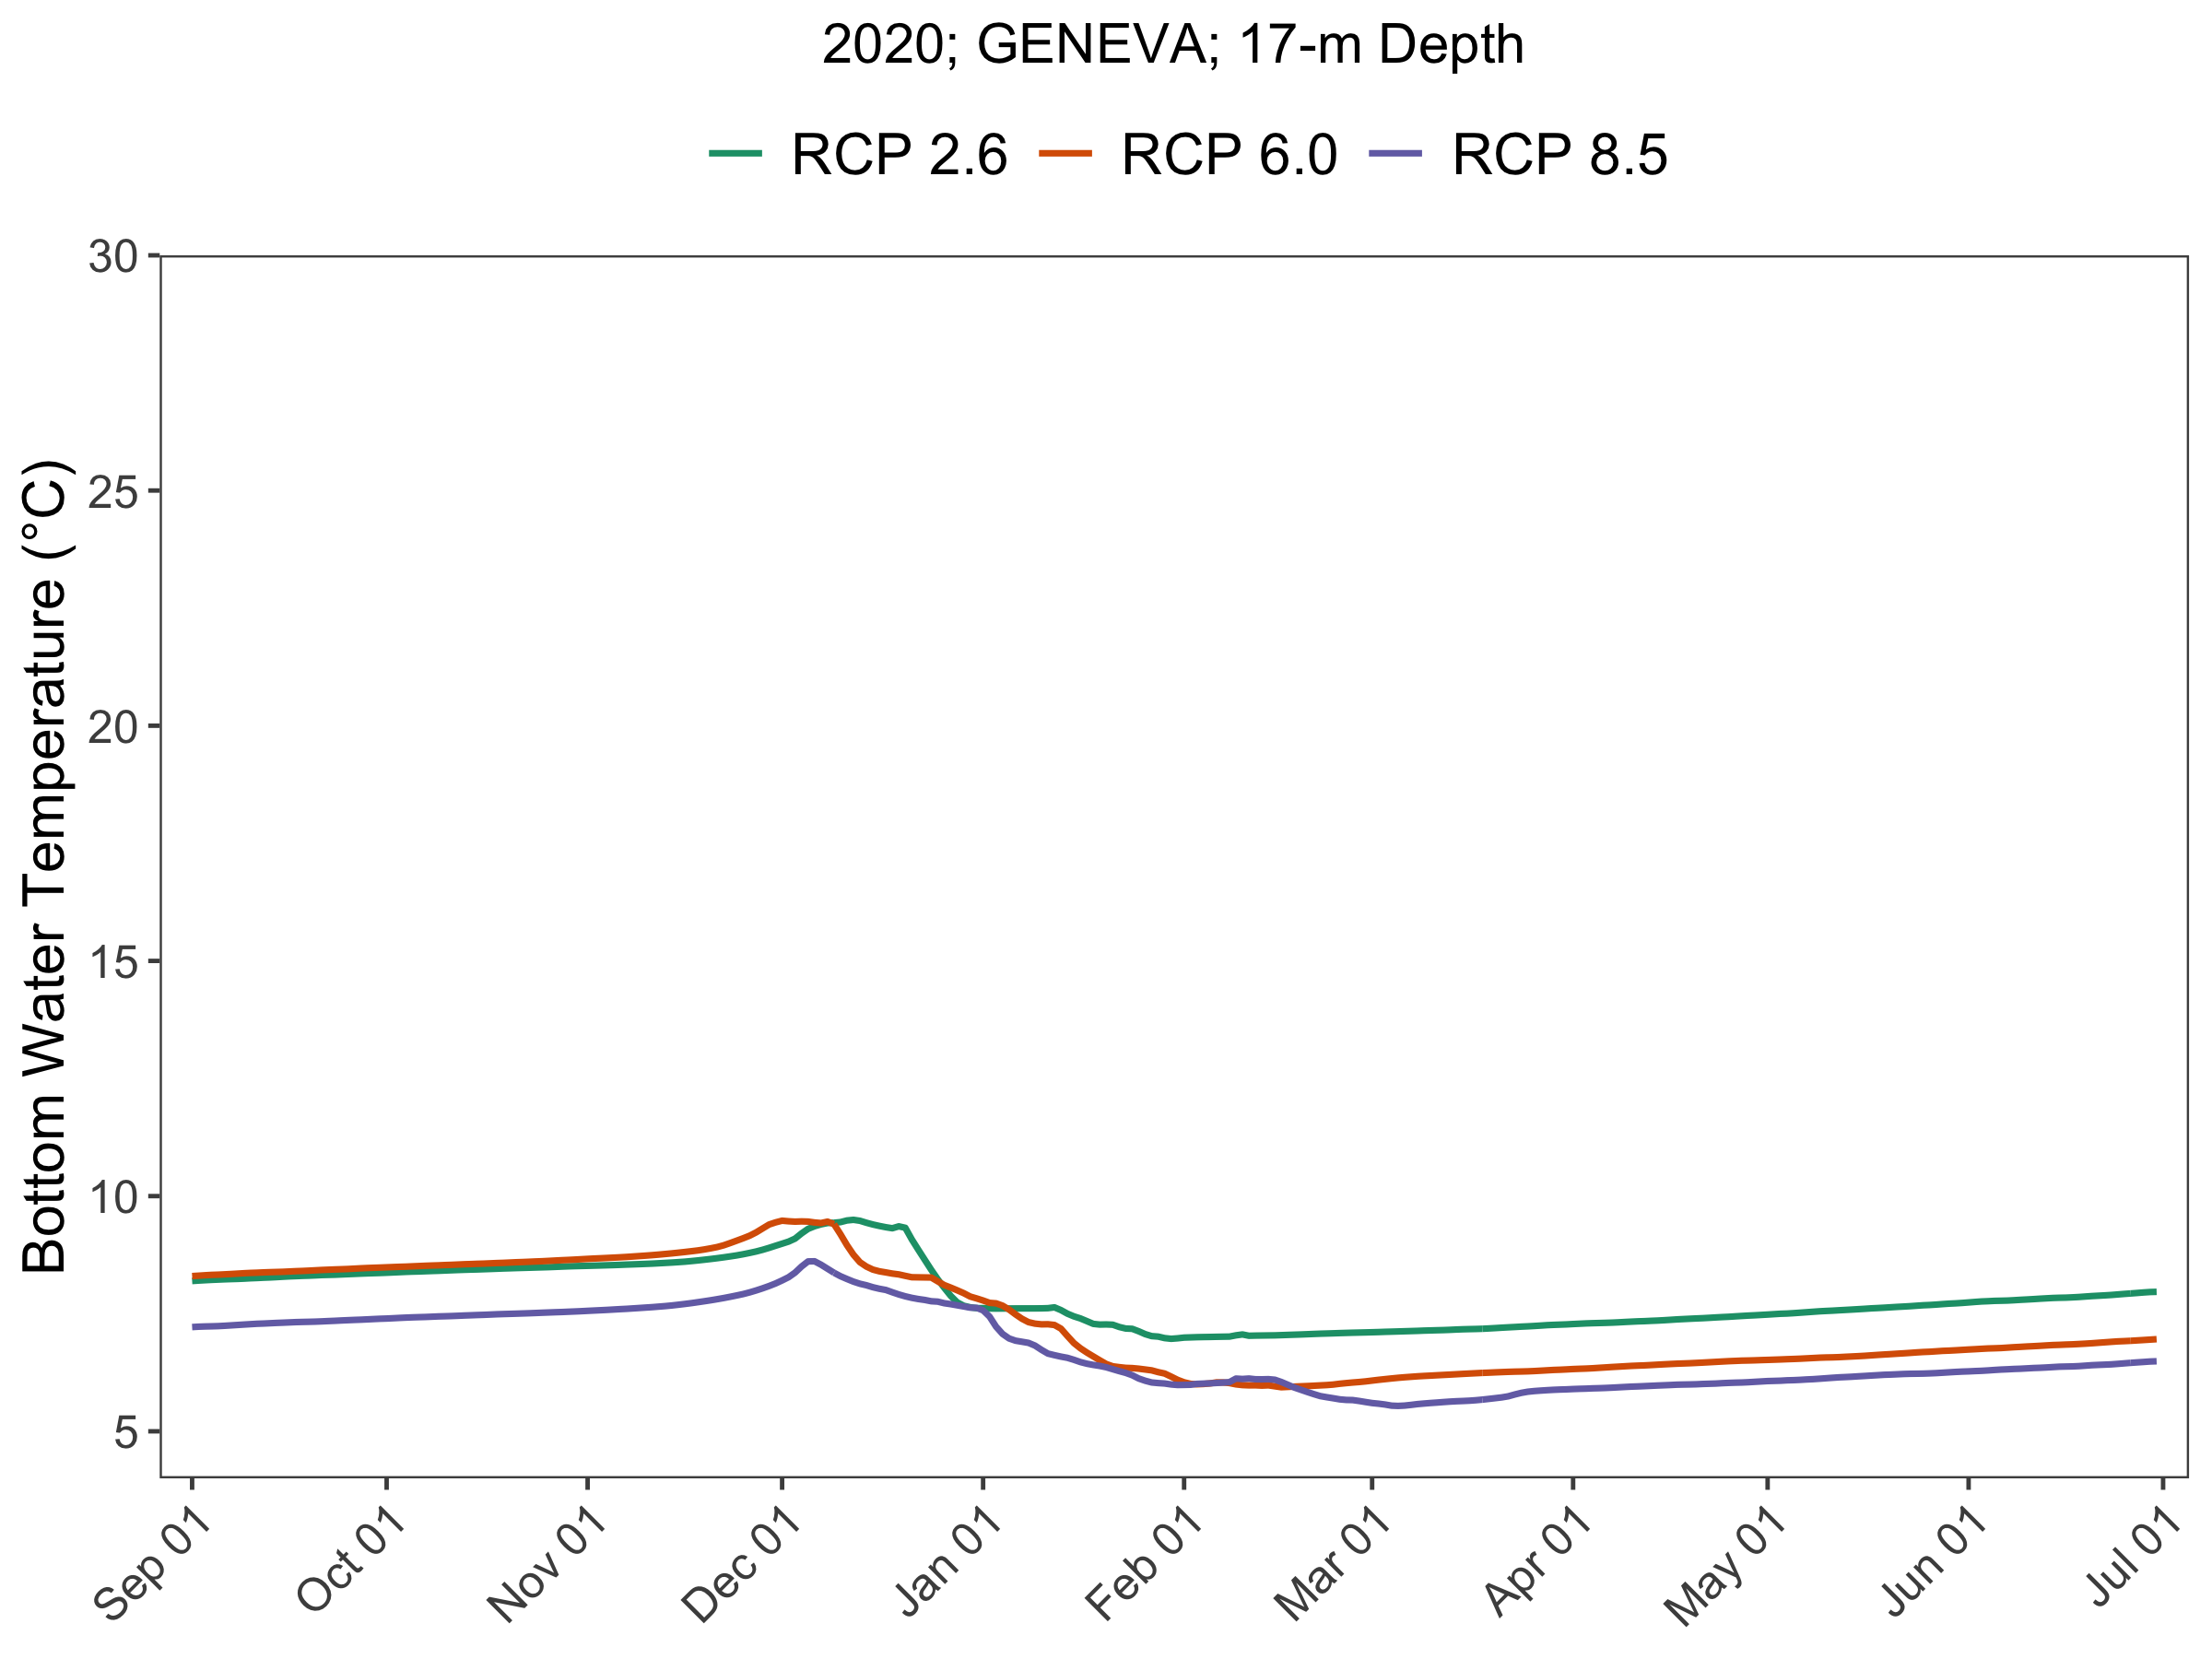 2020; GENEVA; 17-m Depth
RCP 2.6 RCP 6.0 RCP 8.5
Bottom Water Temperature (°C)
30
25
20
15
10
5
Sep 01 Oct 01 Nov 01 Dec 01 Jan 01 Feb 01 Mar 01 Apr 01 May 01 Jun 01 Jul 01